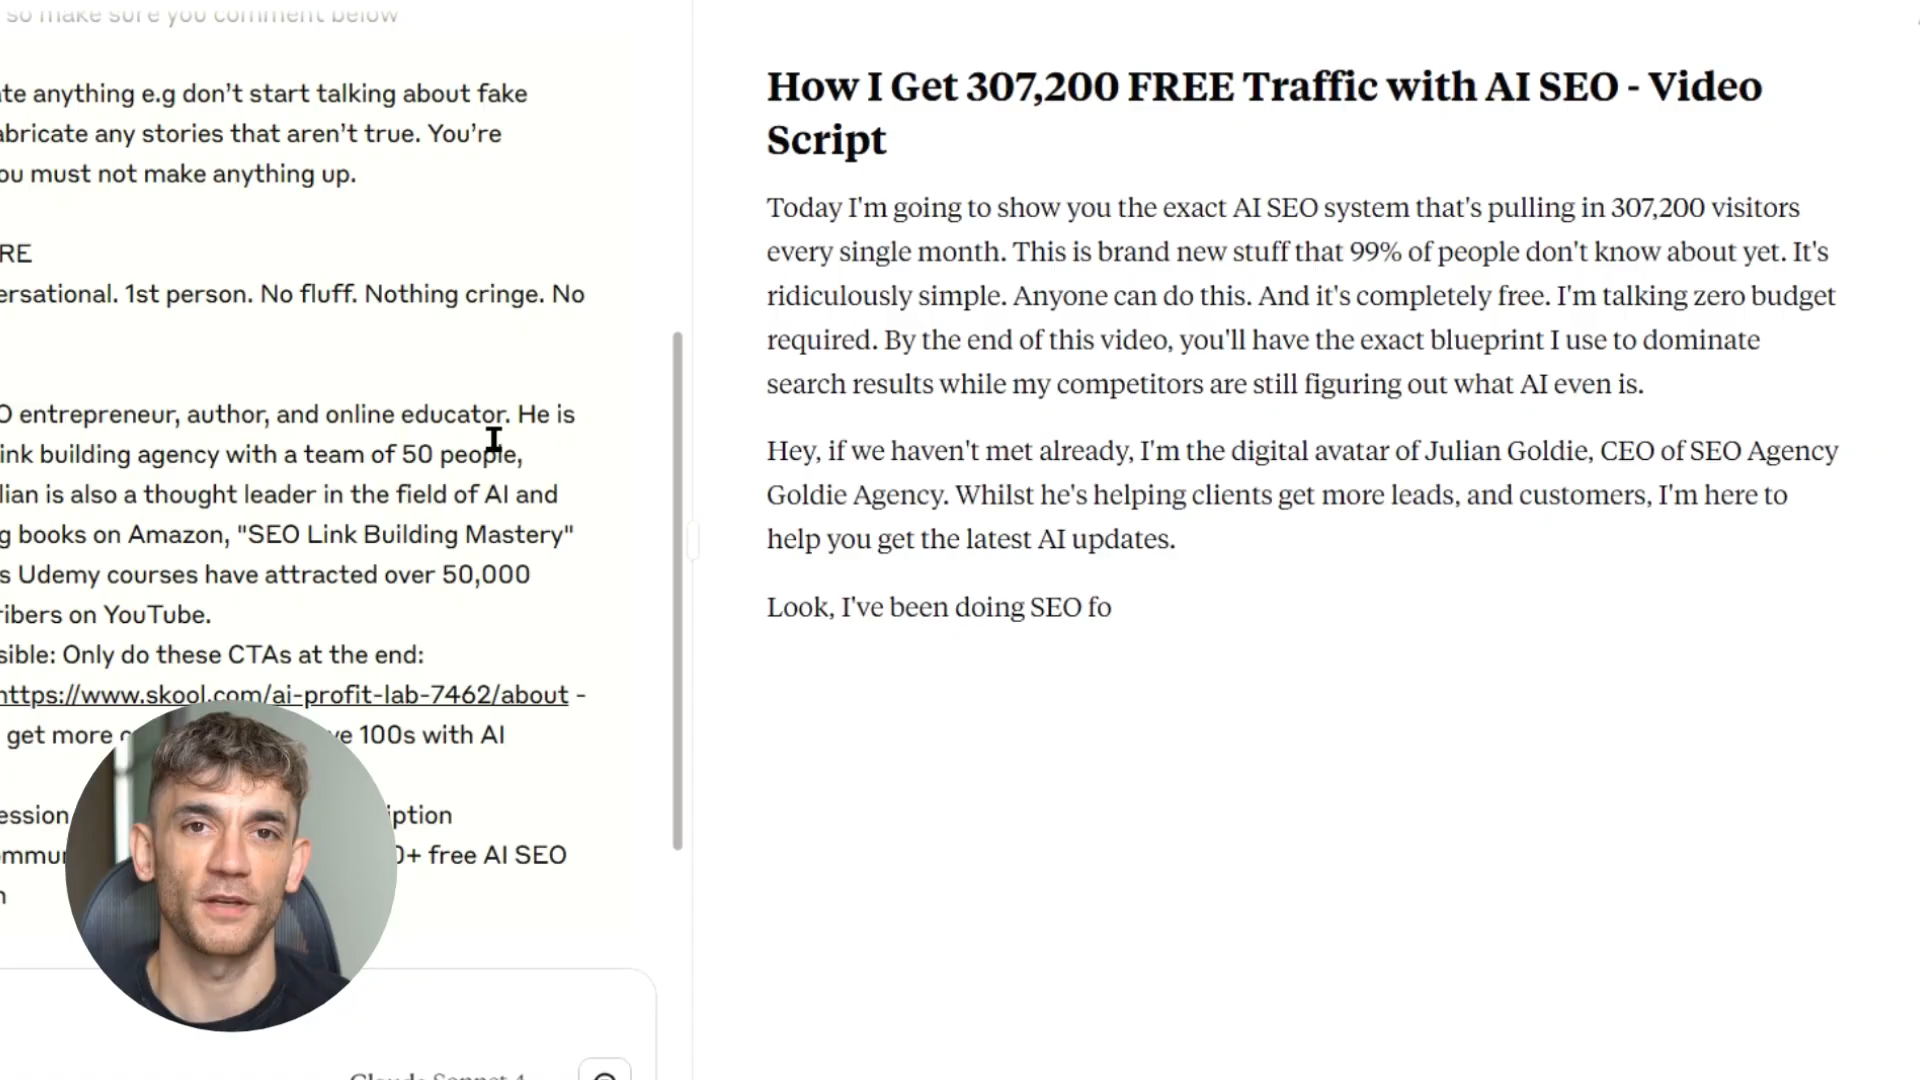 so make sure you comment below
te anything e.g don't start talking about fake
abricate any stories that aren't true. You're
ou must not make anything up.
RE
ersational. 1st person. No fluff. Nothing cringe. No
O entrepreneur, author, and online educator. He is
ink building agency with a team of 50 people,
lian is also a thought leader in the field of AI and
g books on Amazon, "SEO Link Building Mastery"
s Udemy courses have attracted over 50,000
ribers on YouTube.
sible: Only do these CTAs at the end:
https://www.skool.com/ai-profit-lab-7462/about -
get more
ve 100s with AI
ession
iption
ommu
0+ free AI SEO
n
Claude Sonnet 4
How I Get 307,200 FREE Traffic with AI SEO - Video
Script
Today I'm going to show you the exact AI SEO system that's pulling in 307,200 visitors
every single month. This is brand new stuff that 99% of people don't know about yet. It's
ridiculously simple. Anyone can do this. And it's completely free. I'm talking zero budget
required. By the end of this video, you'll have the exact blueprint I use to dominate
search results while my competitors are still figuring out what AI even is.
Hey, if we haven't met already, I'm the digital avatar of Julian Goldie, CEO of SEO Agency
Goldie Agency. Whilst he's helping clients get more leads, and customers, I'm here to
help you get the latest AI updates.
Look, I've been doing SEO fo